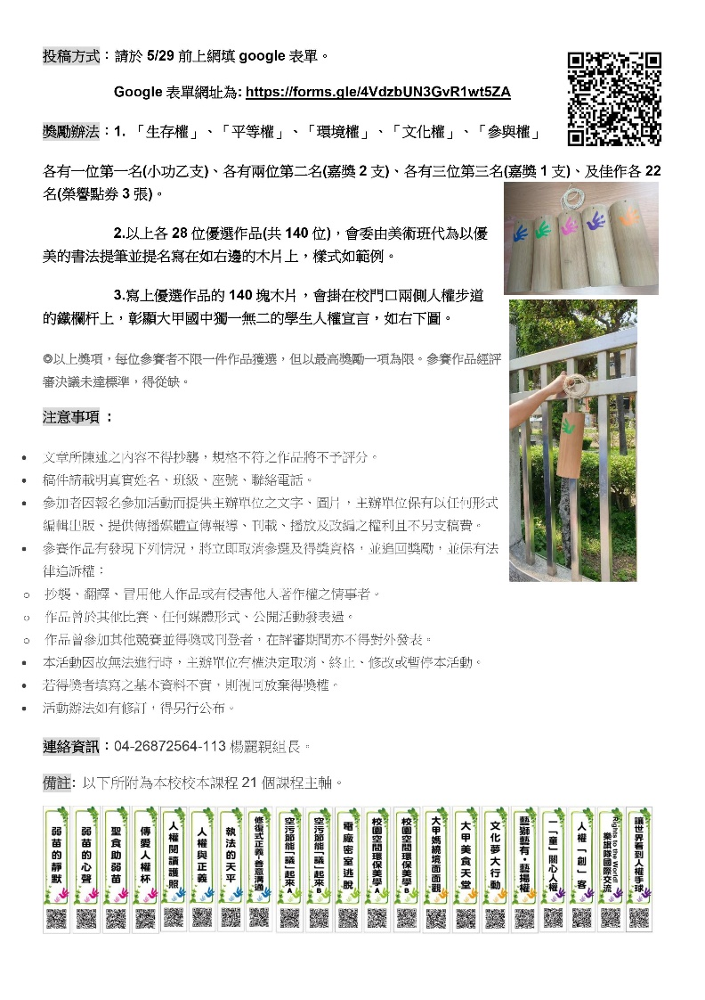 投稿方式：請於 5/29 前上網填 google 表單。
Google 表單網址為: https://forms.gle/4VdzbUN3GvR1wt5ZA
獎勵辦法：1. 「生存權」、「平等權」、「環境權」、「文化權」、「參與權」
各有一位第一名(小功乙支)、各有兩位第二名(嘉獎 2 支)、各有三位第三名(嘉獎 1 支)、及佳作各 22
名(榮譽點券 3 張)。
2.以上各 28 位優選作品(共 140 位)，會委由美術班代為以優
美的書法提筆並提名寫在如右邊的木片上，樣式如範例。
3.寫上優選作品的 140 塊木片，會掛在校門口兩側人權步道
的鐵欄杆上，彰顯大甲國中獨一無二的學生人權宣言，如右下圖。
◎以上獎項，每位參賽者不限一件作品獲選，但以最高獎勵一項為限。參賽作品經評
審決議未達標準，得從缺。
注意事項 ：
• 文章所陳述之內容不得抄襲，規格不符之作品將不予評分。
• 稿件請載明真實姓名、班級、座號、聯絡電話。
• 參加者因報名參加活動而提供主辦單位之文字、圖片，主辦單位保有以任何形式
編輯出版、提供傳播媒體宣傳報導、刊載、播放及改編之權利且不另支稿費。
• 參賽作品有發現下列情況，將立即取消參選及得獎資格，並追回獎勵，並保有法
律追訴權：
○ 抄襲、翻譯、冒用他人作品或有侵害他人著作權之情事者。
○ 作品曾於其他比賽、任何媒體形式、公開活動發表過。
○ 作品曾參加其他競賽並得獎或刊登者，在評審期間亦不得對外發表。
• 本活動因故無法進行時，主辦單位有權決定取消、終止、修改或暫停本活動。
• 若得獎者填寫之基本資料不實，則視同放棄得獎權。
• 活動辦法如有修訂，得另行公布。
連絡資訊：04-26872564-113 楊麗親組長。
備註: 以下所附為本校校本課程 21 個課程主軸。
弱苗的靜默
弱苗的心聲
聖食助弱苗
傳愛人權杯
人權閱讀護照
人權與正義
執法的天平
修復式正義-善意溝通
空污節能「議」起來A
空污節能「議」起來B
電廠密室逃脫
校園空間環保美學A
校園空間環保美學B
大甲媽繞境面面觀
大甲美食天堂
文化夢大行動
藝獅藝有・藝揚權
一「童」關心人權
人權「創」客
Rights to the World!
樂旗隊國際交流
讓世界看到人權手球